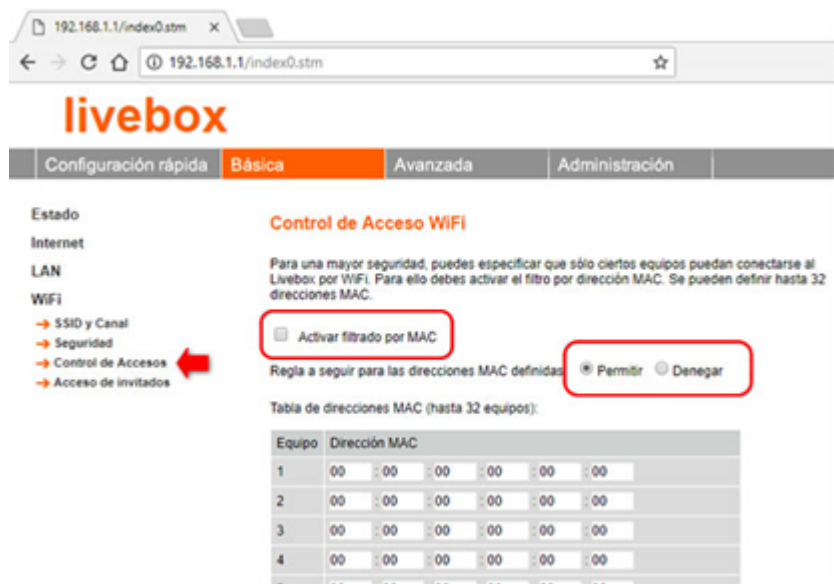 192.168.1.1/index0.stm
192.168.1.1/index0.stm
livebox
Configuración rápida Básica Avanzada Administración
Estado
Internet
LAN
WiFi
SSID y Canal
Seguridad
Control de Accesos
Acceso de invitados
Control de Acceso WiFi
Para una mayor seguridad, puedes especificar que sólo ciertos equipos puedan conectarse al
Livebox por WiFi. Para ello debes activar el filtro por dirección MAC. Se pueden definir hasta 32
direcciones MAC.
Activar filtrado por MAC
Regla a seguir para las direcciones MAC definidas Permitir Denegar
Tabla de direcciones MAC (hasta 32 equipos):
Equipo Dirección MAC
1 00 : 00 : 00 : 00 : 00 : 00
2 00 : 00 : 00 : 00 : 00 : 00
3 00 : 00 : 00 : 00 : 00 : 00
4 00 : 00 : 00 : 00 : 00 : 00